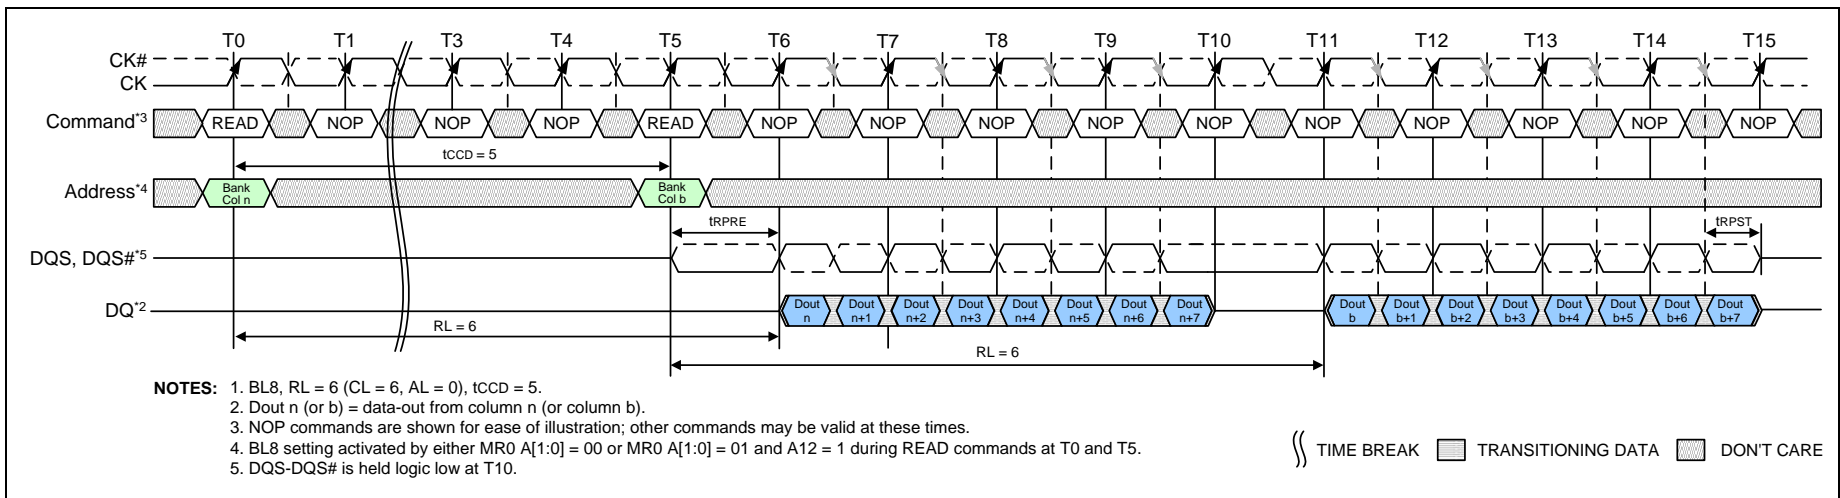 T0 T1 T3 T4 T5 T6 T7 T8 T9 T10 T11 T12 T13 T14 T15
CK#
CK
Command*3 READ NOP NOP NOP READ NOP NOP NOP NOP NOP NOP NOP NOP NOP NOP
tCCD = 5
Address*4 Bank Col n Bank Col b
tRPRE tRPST
DQS, DQS#*5
DQ*2 Dout n Dout n+1 Dout n+2 Dout n+3 Dout n+4 Dout n+5 Dout n+6 Dout n+7 Dout b Dout b+1 Dout b+2 Dout b+3 Dout b+4 Dout b+5 Dout b+6 Dout b+7
RL = 6
RL = 6
NOTES: 1. BL8, RL = 6 (CL = 6, AL = 0), tCCD = 5.
2. Dout n (or b) = data-out from column n (or column b).
3. NOP commands are shown for ease of illustration; other commands may be valid at these times.
4. BL8 setting activated by either MR0 A[1:0] = 00 or MR0 A[1:0] = 01 and A12 = 1 during READ commands at T0 and T5.
5. DQS-DQS# is held logic low at T10.
TIME BREAK TRANSITIONING DATA DON'T CARE